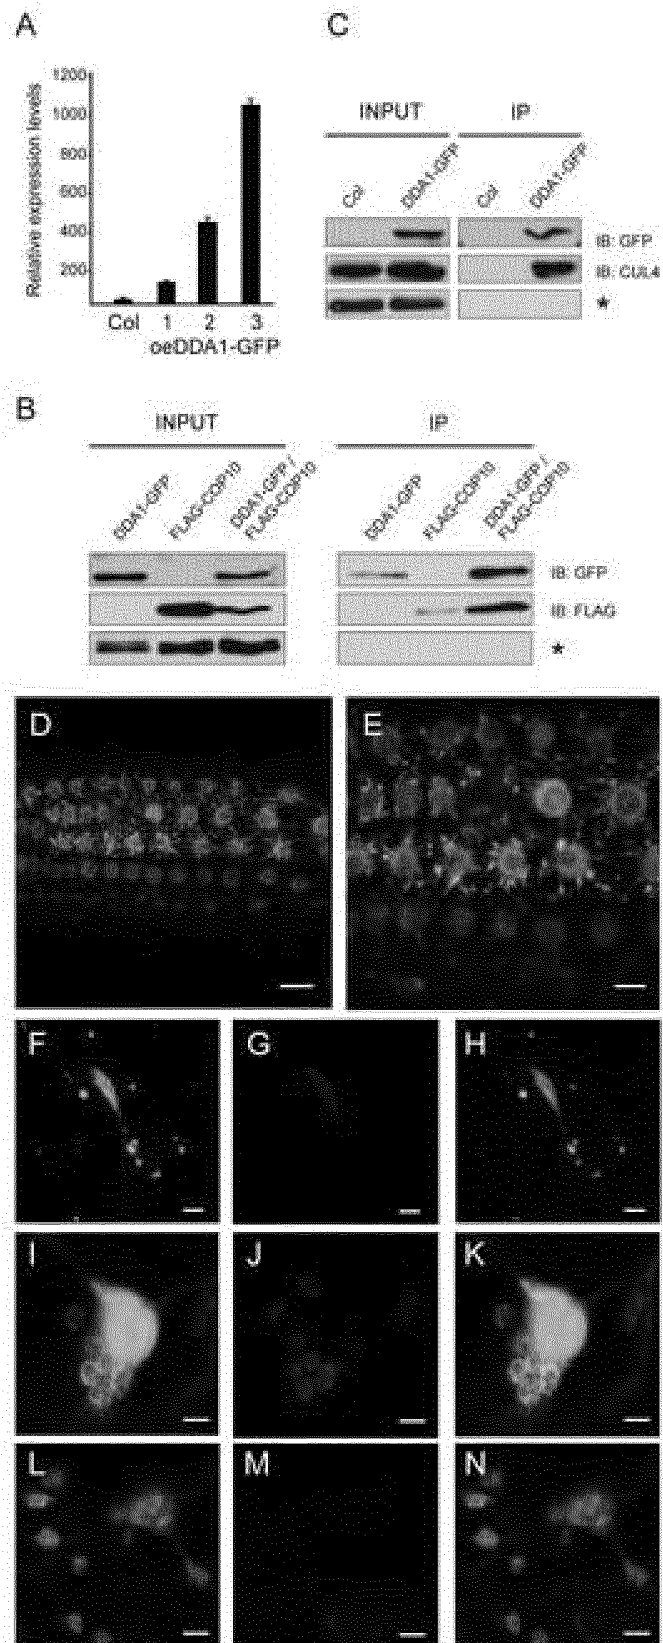 A
Relative expression levels
1200
1000
800
600
400
200
Col 1 2 3
oeDDA1-GFP
C
INPUT IP
Col DDA1-GFP Col DDA1-GFP
IB: GFP
IB: CUL4
★
B
INPUT IP
DDA1-GFP FLAG-COP10 DDA1-GFP / FLAG-COP10 DDA1-GFP FLAG-COP10 DDA1-GFP / FLAG-COP10
IB: GFP
IB: FLAG
★
D E
F G H
I J K
L M N